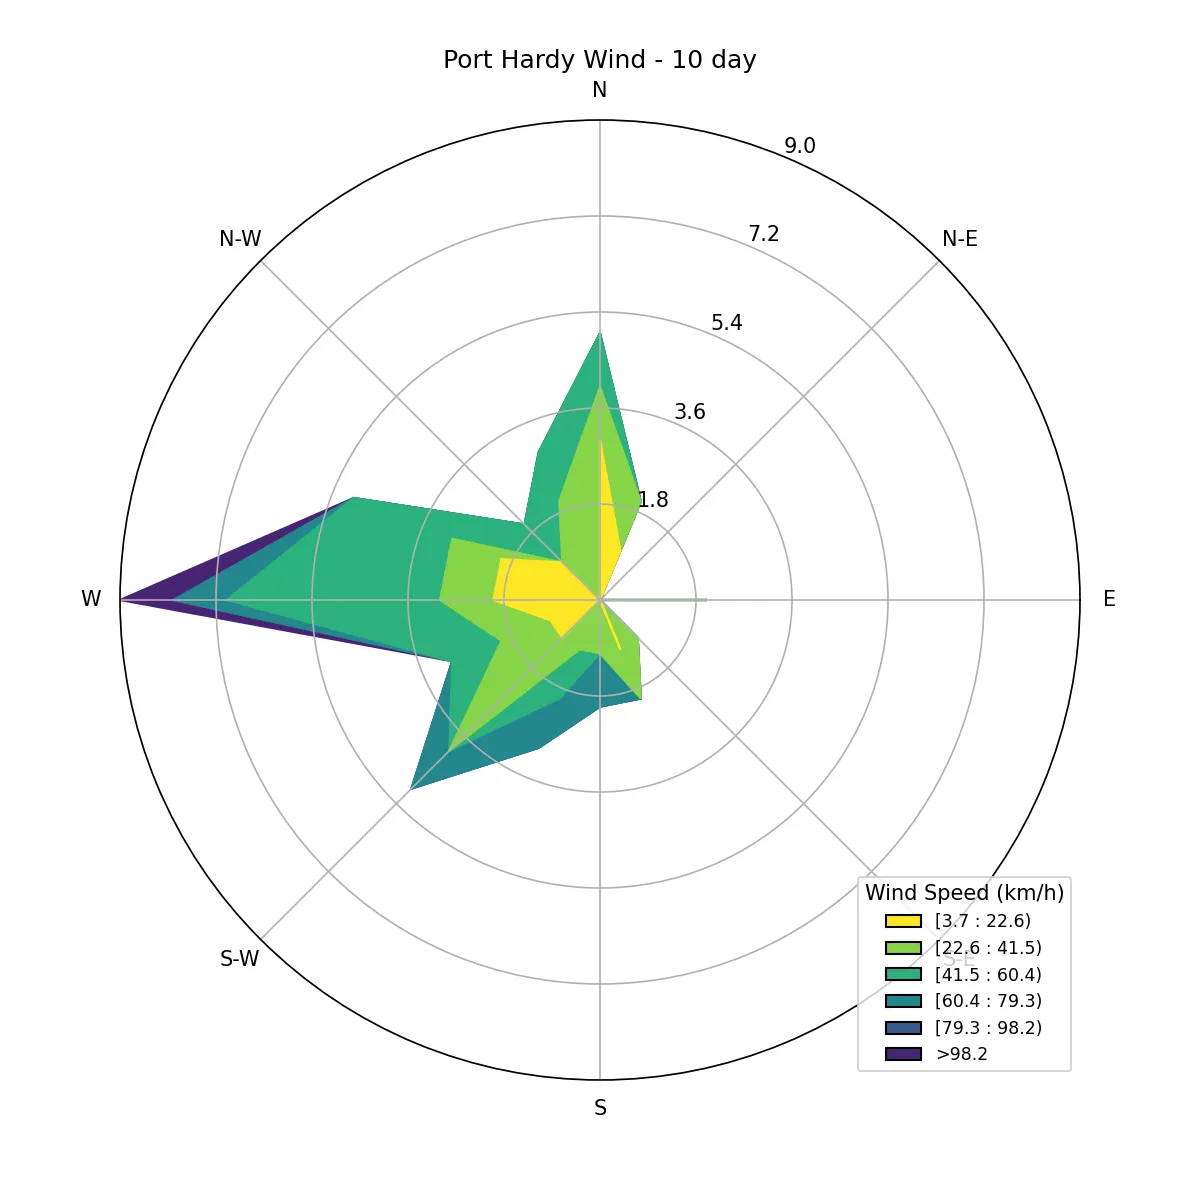 Port Hardy Wind - 10 day
N
9.0
7.2
N-W
N-E
5.4
3.6
1.8
W
E
S-W
S-E
Wind Speed (km/h)
[3.7 : 22.6)
[22.6 : 41.5)
[41.5 : 60.4)
[60.4 : 79.3)
[79.3 : 98.2)
>98.2
S